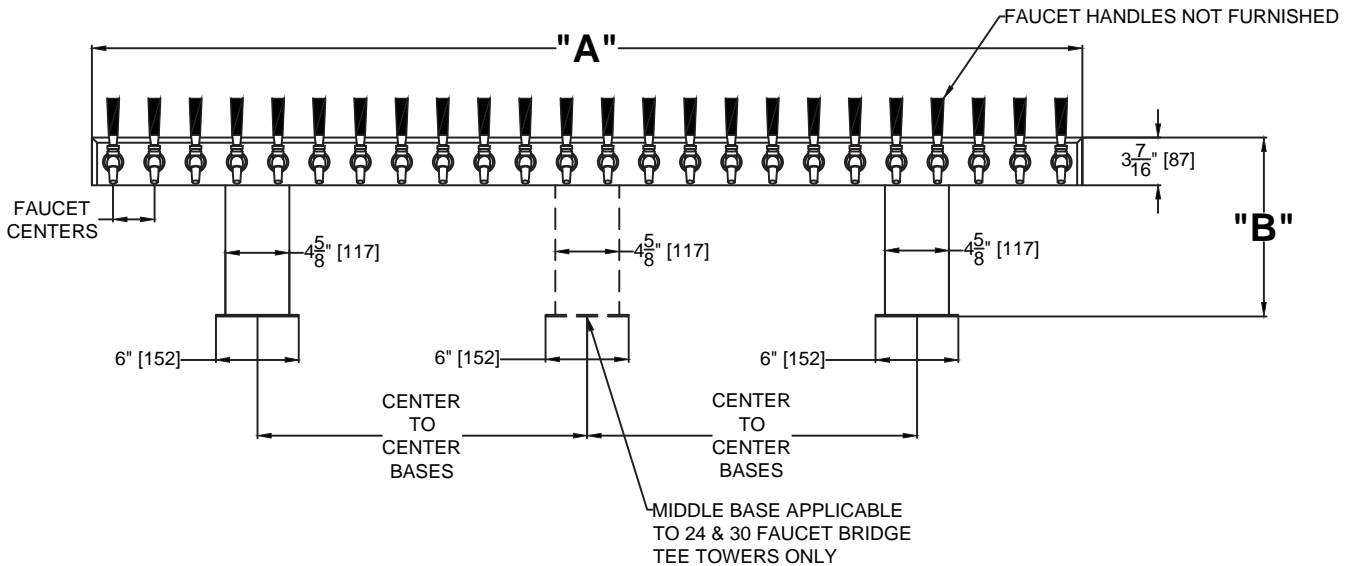 FAUCET HANDLES NOT FURNISHED
"A"
3 7/16" [87]
FAUCET
CENTERS
"B"
4 5/8" [117]
4 5/8" [117]
4 5/8" [117]
6" [152]
6" [152]
6" [152]
CENTER
TO
CENTER
BASES
CENTER
TO
CENTER
BASES
MIDDLE BASE APPLICABLE
TO 24 & 30 FAUCET BRIDGE
TEE TOWERS ONLY